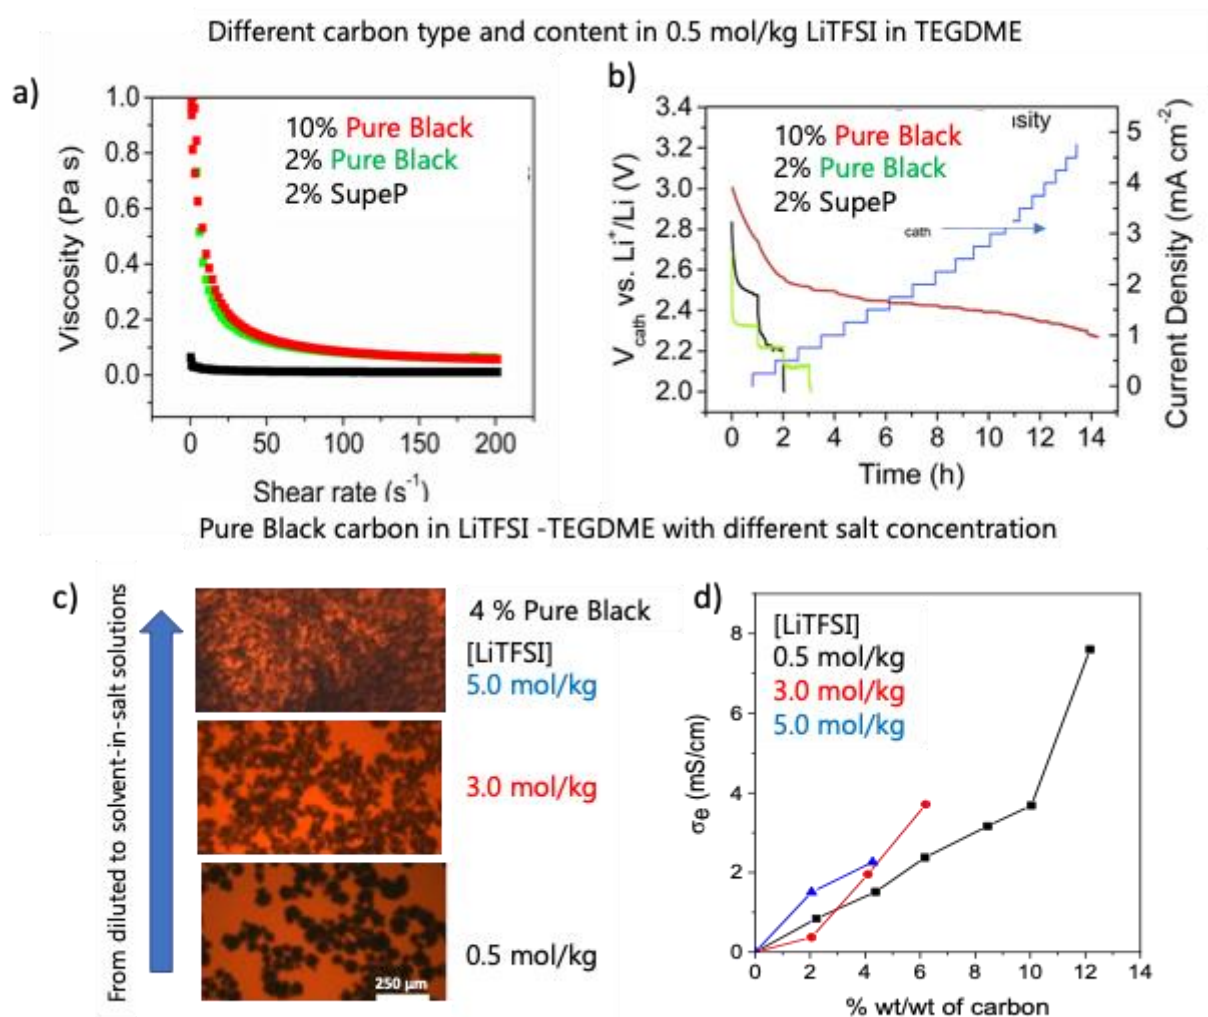 Different carbon type and content in 0.5 mol/kg LiTFSI in TEGDME
a)
1.0
0.8
0.6
0.4
0.2
0.0
Viscosity (Pa s)
10% Pure Black
2% Pure Black
2% SupeP
0 50 100 150 200
Shear rate (s⁻¹)
b)
3.4
3.2
3.0
2.8
2.6
2.4
2.2
2.0
V_cath vs. Li⁺/Li (V)
10% Pure Black
2% Pure Black
2% SupeP
sity
cath
5
4
3
2
1
0
Current Density (mA cm⁻²)
0 2 4 6 8 10 12 14
Time (h)
Pure Black carbon in LiTFSI -TEGDME with different salt concentration
c)
From diluted to solvent-in-salt solutions
4 % Pure Black
[LiTFSI]
5.0 mol/kg
3.0 mol/kg
0.5 mol/kg
250 µm
d)
8
6
4
2
0
σe (mS/cm)
[LiTFSI]
0.5 mol/kg
3.0 mol/kg
5.0 mol/kg
0 2 4 6 8 10 12 14
% wt/wt of carbon